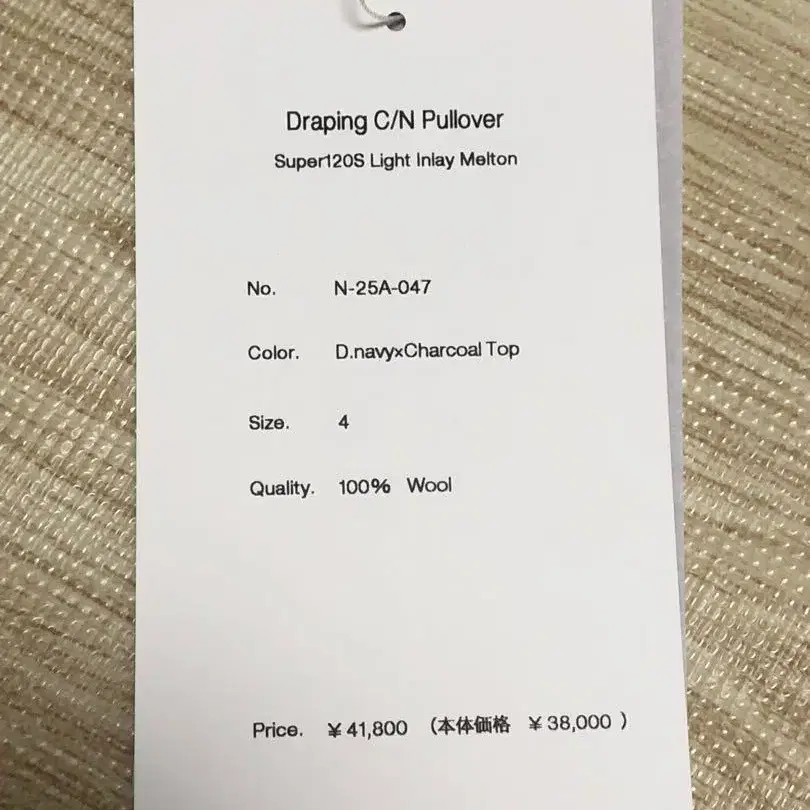 Draping C/N Pullover
Super120S Light Inlay Melton
No. N-25A-047
Color. D.navy×Charcoal Top
Size. 4
Quality. 100% Wool
Price. ￥41,800 （本体価格 ￥38,000 ）